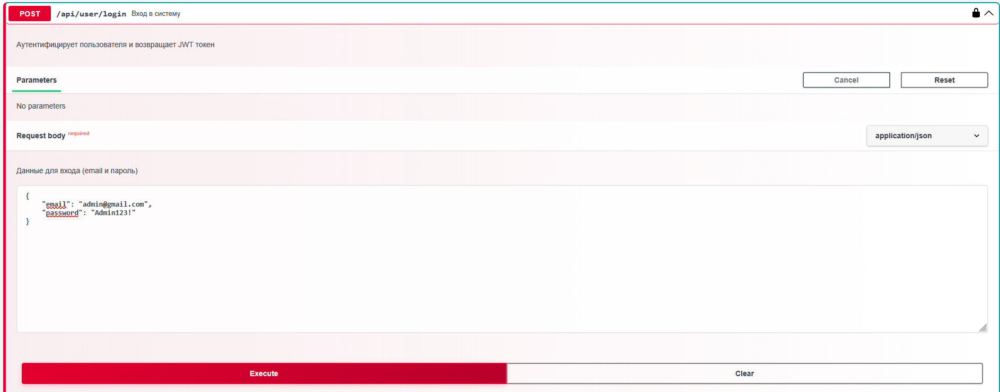 POST /api/user/login Вход в систему
Аутентифицирует пользователя и возвращает JWT токен
Parameters Cancel Reset
No parameters
Request body required application/json
Данные для входа (email и пароль)
{
    "email": "admin@gmail.com",
    "password": "Admin123!"
}
Execute Clear